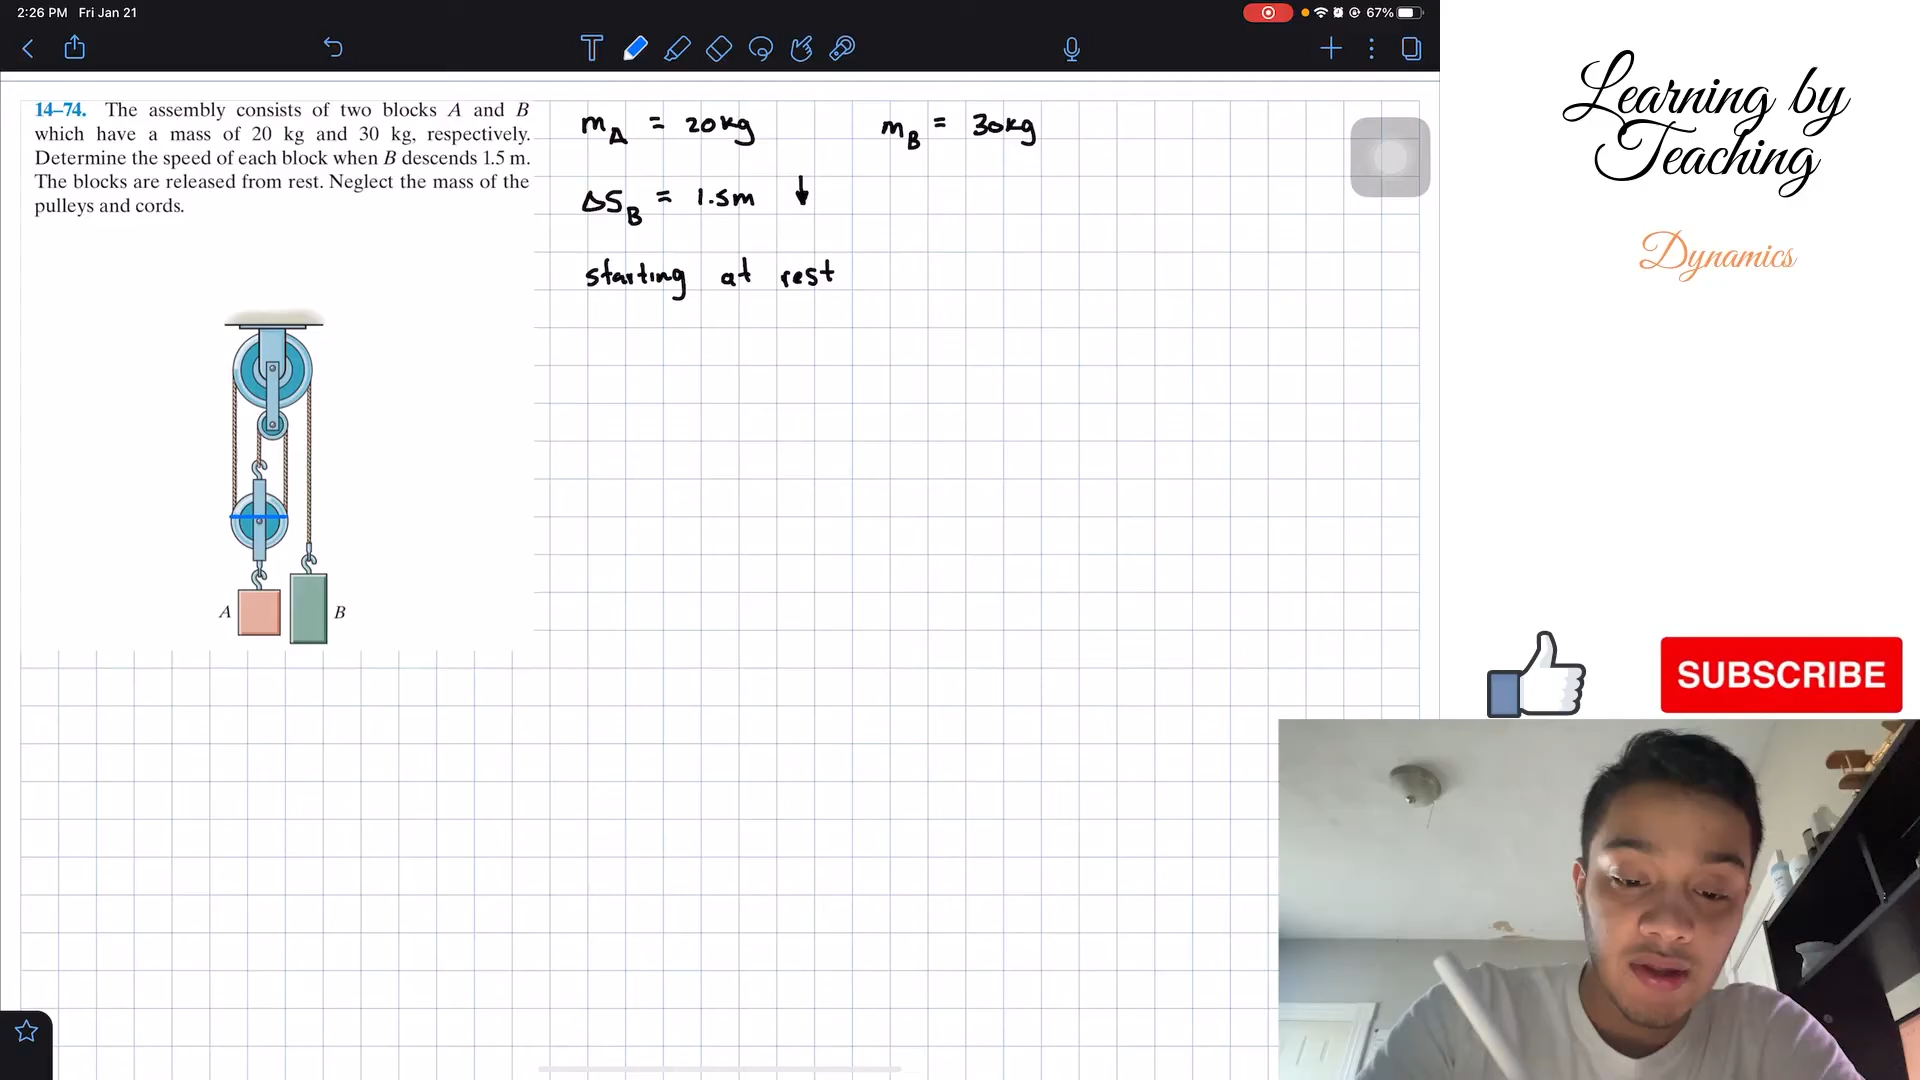 2:26 PM Fri Jan 21
67%
14–74. The assembly consists of two blocks A and B
which have a mass of 20 kg and 30 kg, respectively.
Determine the speed of each block when B descends 1.5 m.
The blocks are released from rest. Neglect the mass of the
pulleys and cords.
A
B
mA = 20kg
mB = 30kg
ΔSB = 1.5m ↓
starting at rest
Learning by
Teaching
Dynamics
SUBSCRIBE